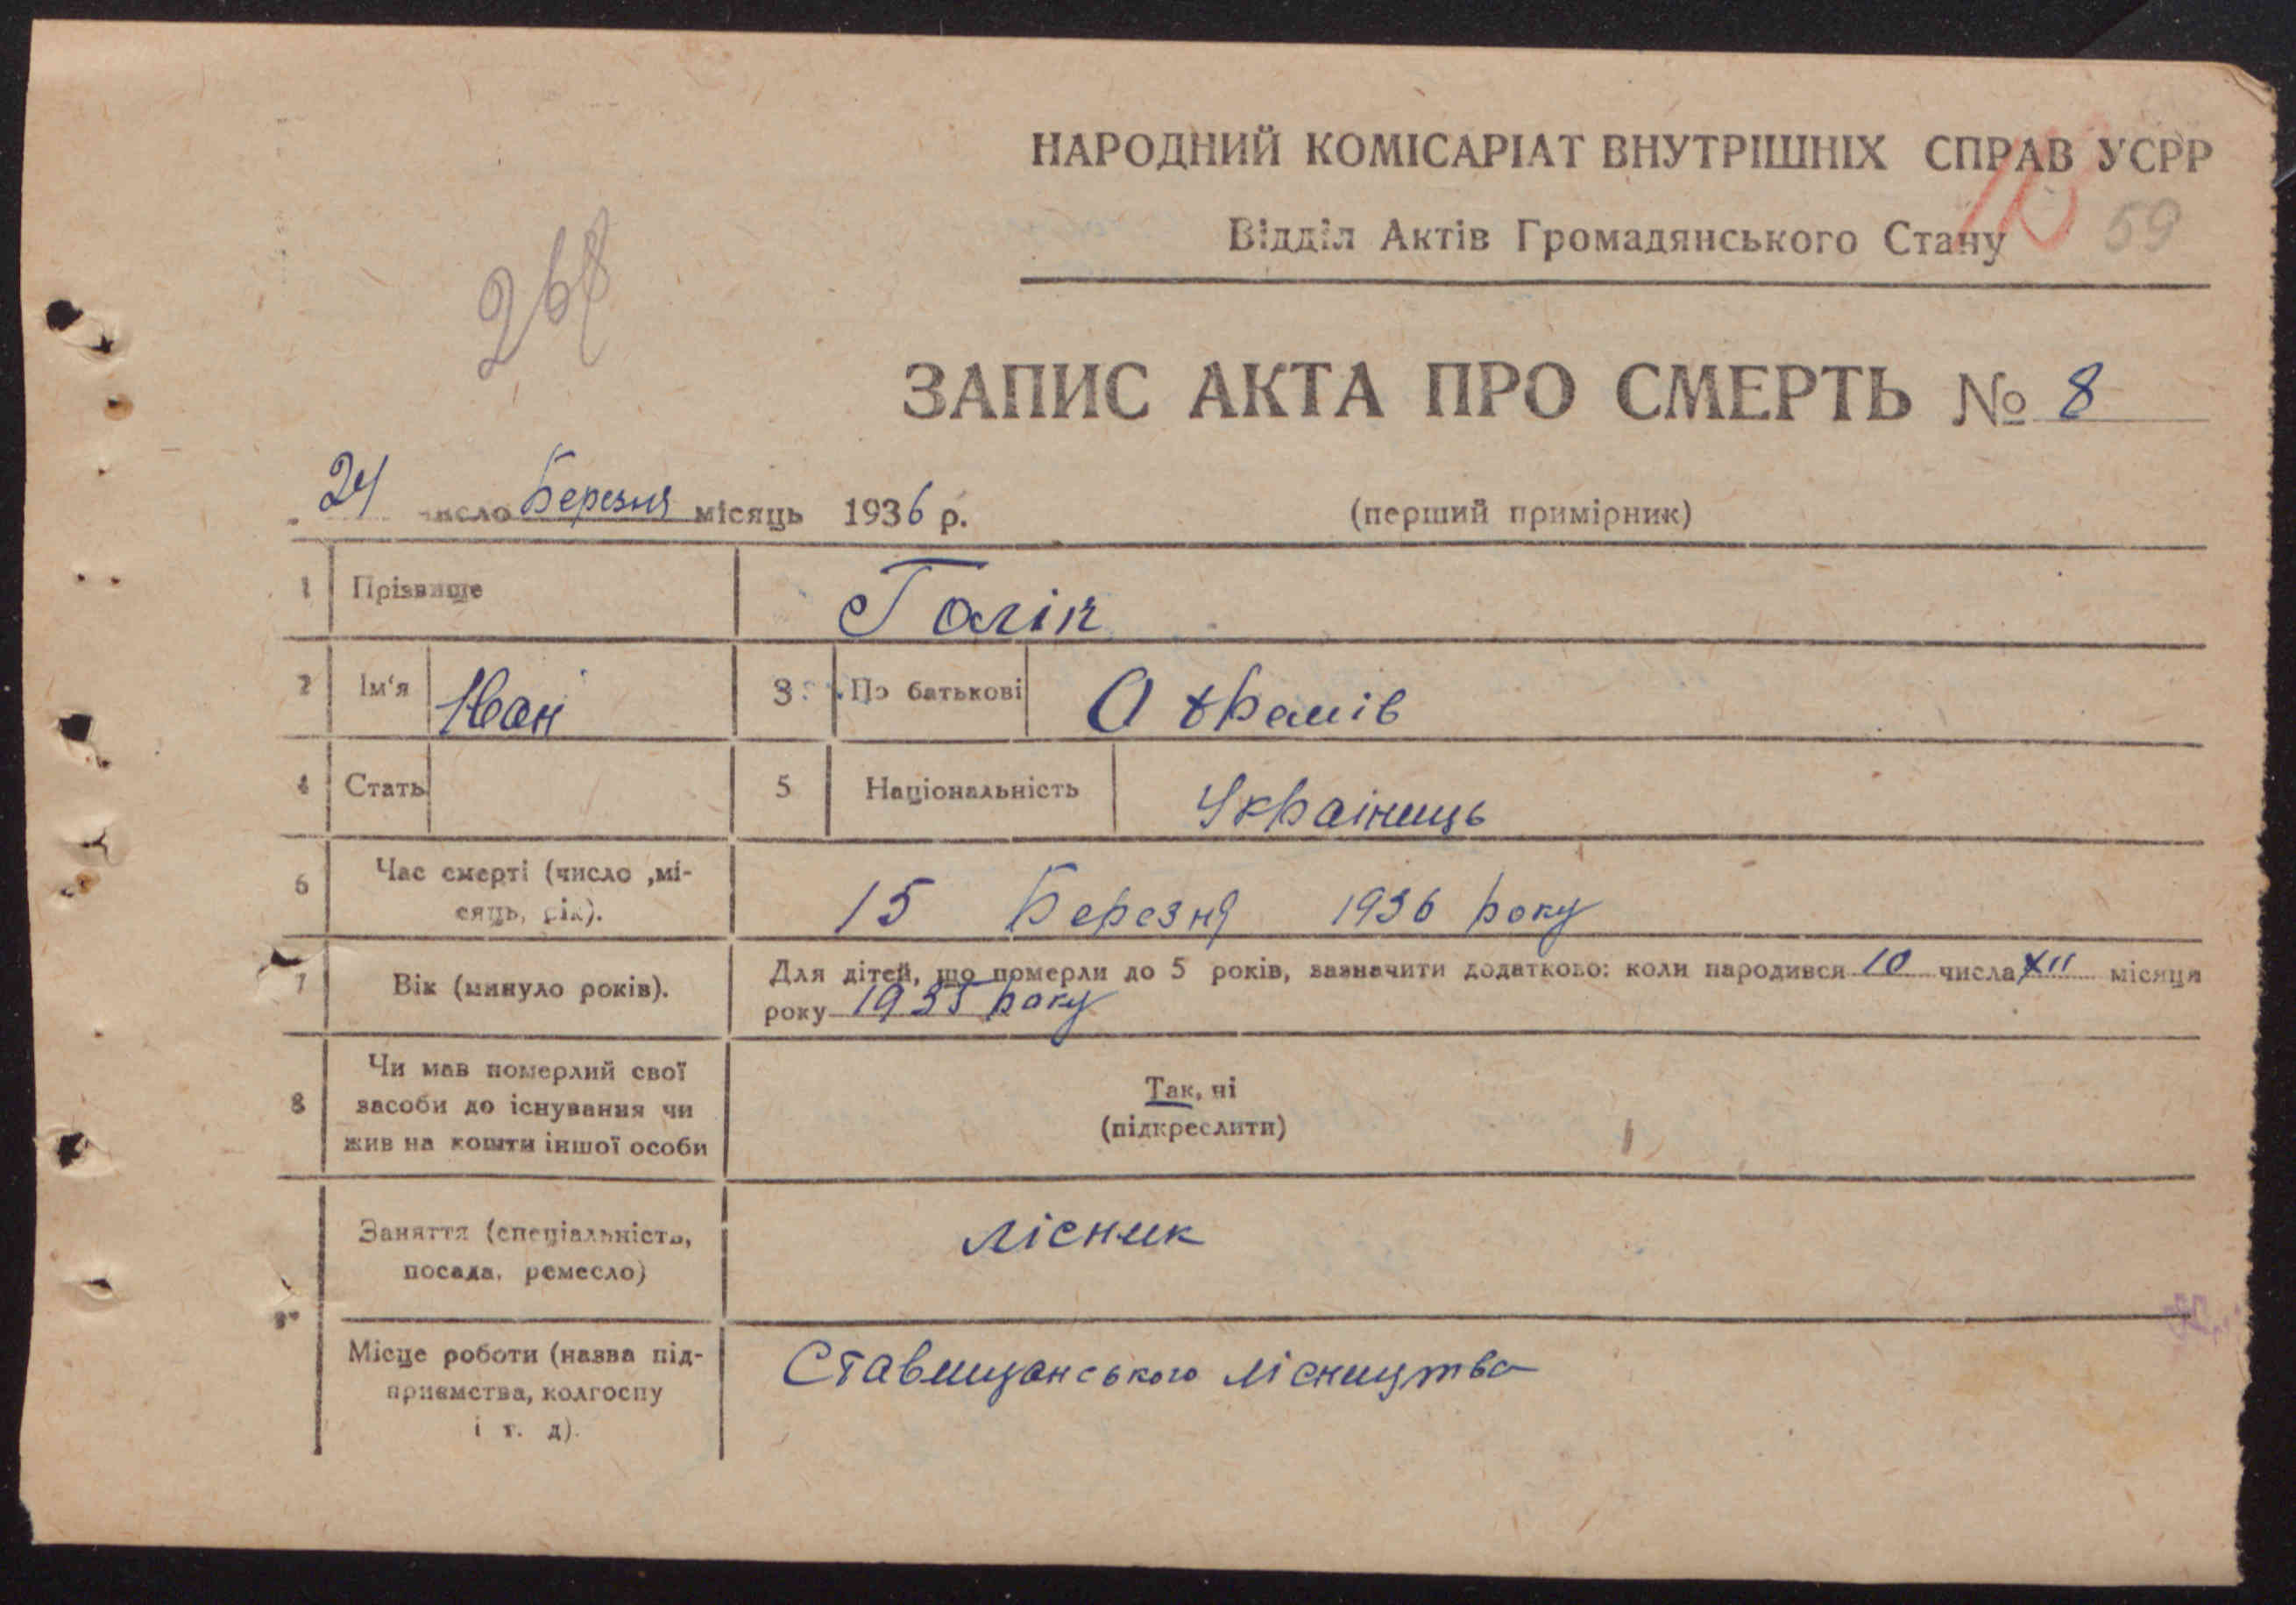 НАРОДНИЙ КОМІСАРІАТ ВНУТРІШНІХ СПРАВ УСРР
59
Відділ Актів Громадянського Стану
268
ЗАПИС АКТА ПРО СМЕРТЬ № 8
24 число Березня місяць 1936 р. (перший примірник)
1 Прізвище Голік
2 Ім'я Іван 3 По батькові
4 Стать 5 Національність Українець
6 Час смерті (число ,мі-
сяць, рік). 15 Березня 1936 року
7 Вік (минуло років). Для дітей, що померли до 5 років, зазначити додатково: коли народився 10 числа XII місяця
року 1935 року
8 Чи мав померлий свої
засоби до існування чи
жив на кошти іншої особи
Так, ні
(підкреслити)
9 Заняття (спеціальність,
посада, ремесло) лісник
Місце роботи (назва під-
приємства, колгоспу
і т. д). Ставищанського лісництва